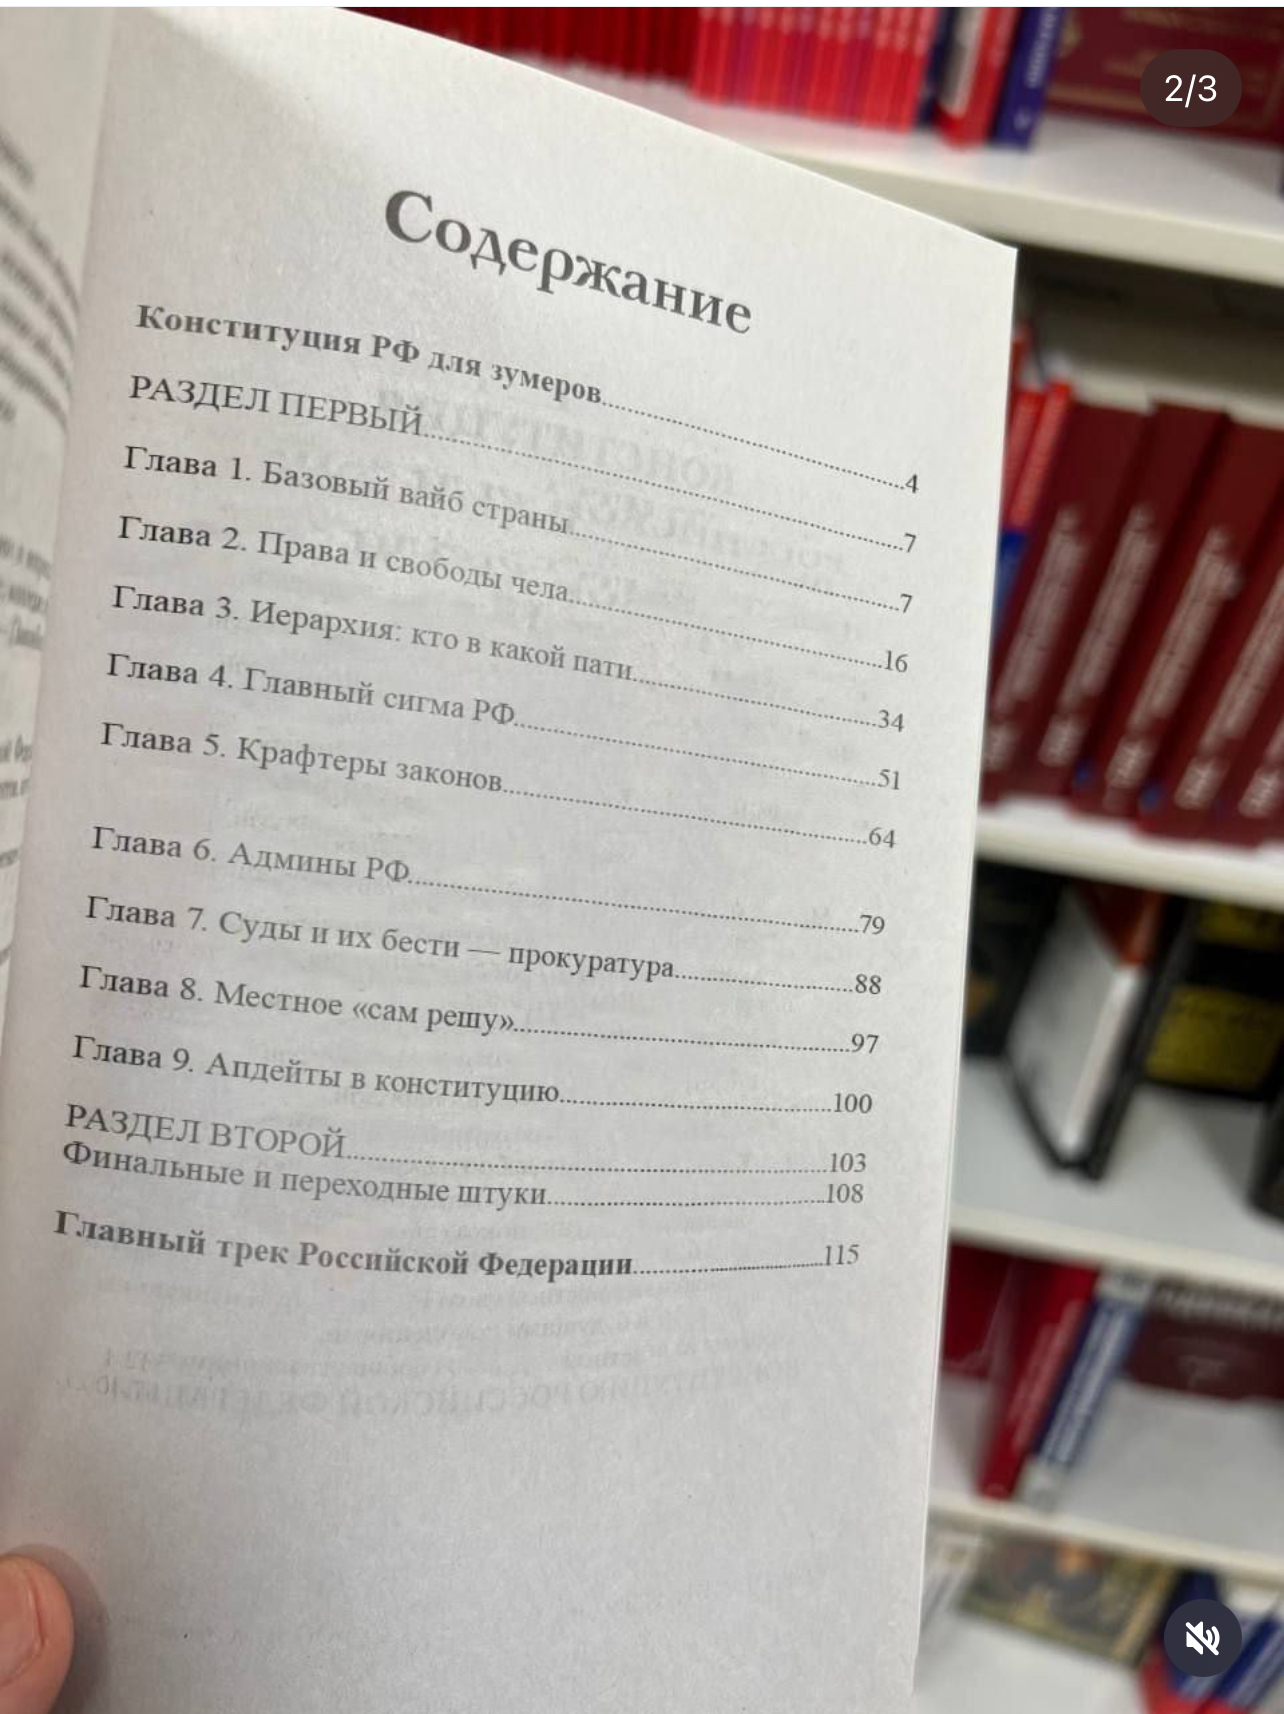 2/3
Содержание
Конституция РФ для зумеров....................4
РАЗДЕЛ ПЕРВЫЙ....................7
Глава 1. Базовый вайб страны....................7
Глава 2. Права и свободы чела....................16
Глава 3. Иерархия: кто в какой пати....................34
Глава 4. Главный сигма РФ....................51
Глава 5. Крафтеры законов....................64
Глава 6. Админы РФ....................79
Глава 7. Суды и их бести — прокуратура....................88
Глава 8. Местное «сам решу»....................97
Глава 9. Апдейты в конституцию....................100
РАЗДЕЛ ВТОРОЙ....................103
Финальные и переходные штуки....................108
Главный трек Российской Федерации....................115